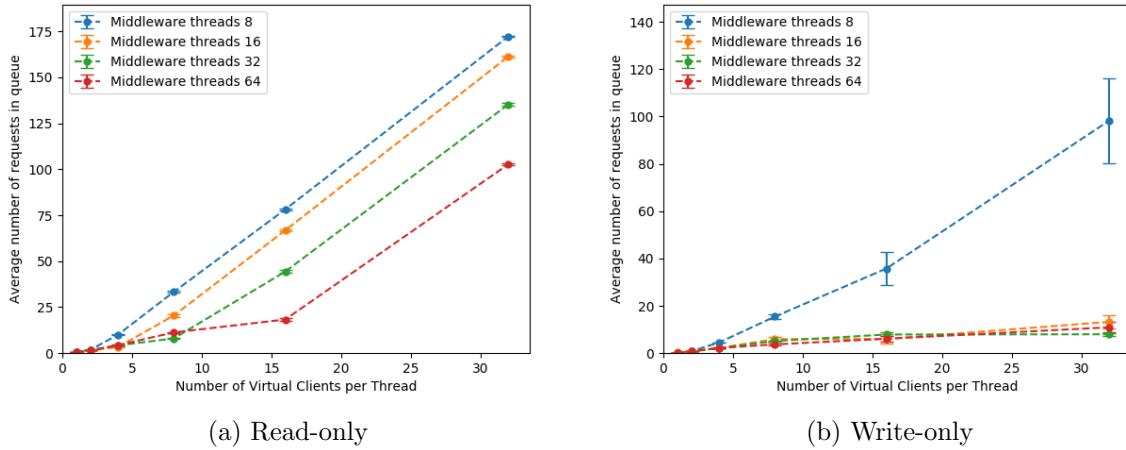 Middleware threads 8
Middleware threads 16
Middleware threads 32
Middleware threads 64
Average number of requests in queue
175
150
125
100
75
50
25
0
0 5 10 15 20 25 30
Number of Virtual Clients per Thread
(a) Read-only
Middleware threads 8
Middleware threads 16
Middleware threads 32
Middleware threads 64
Average number of requests in queue
140
120
100
80
60
40
20
0
0 5 10 15 20 25 30
Number of Virtual Clients per Thread
(b) Write-only